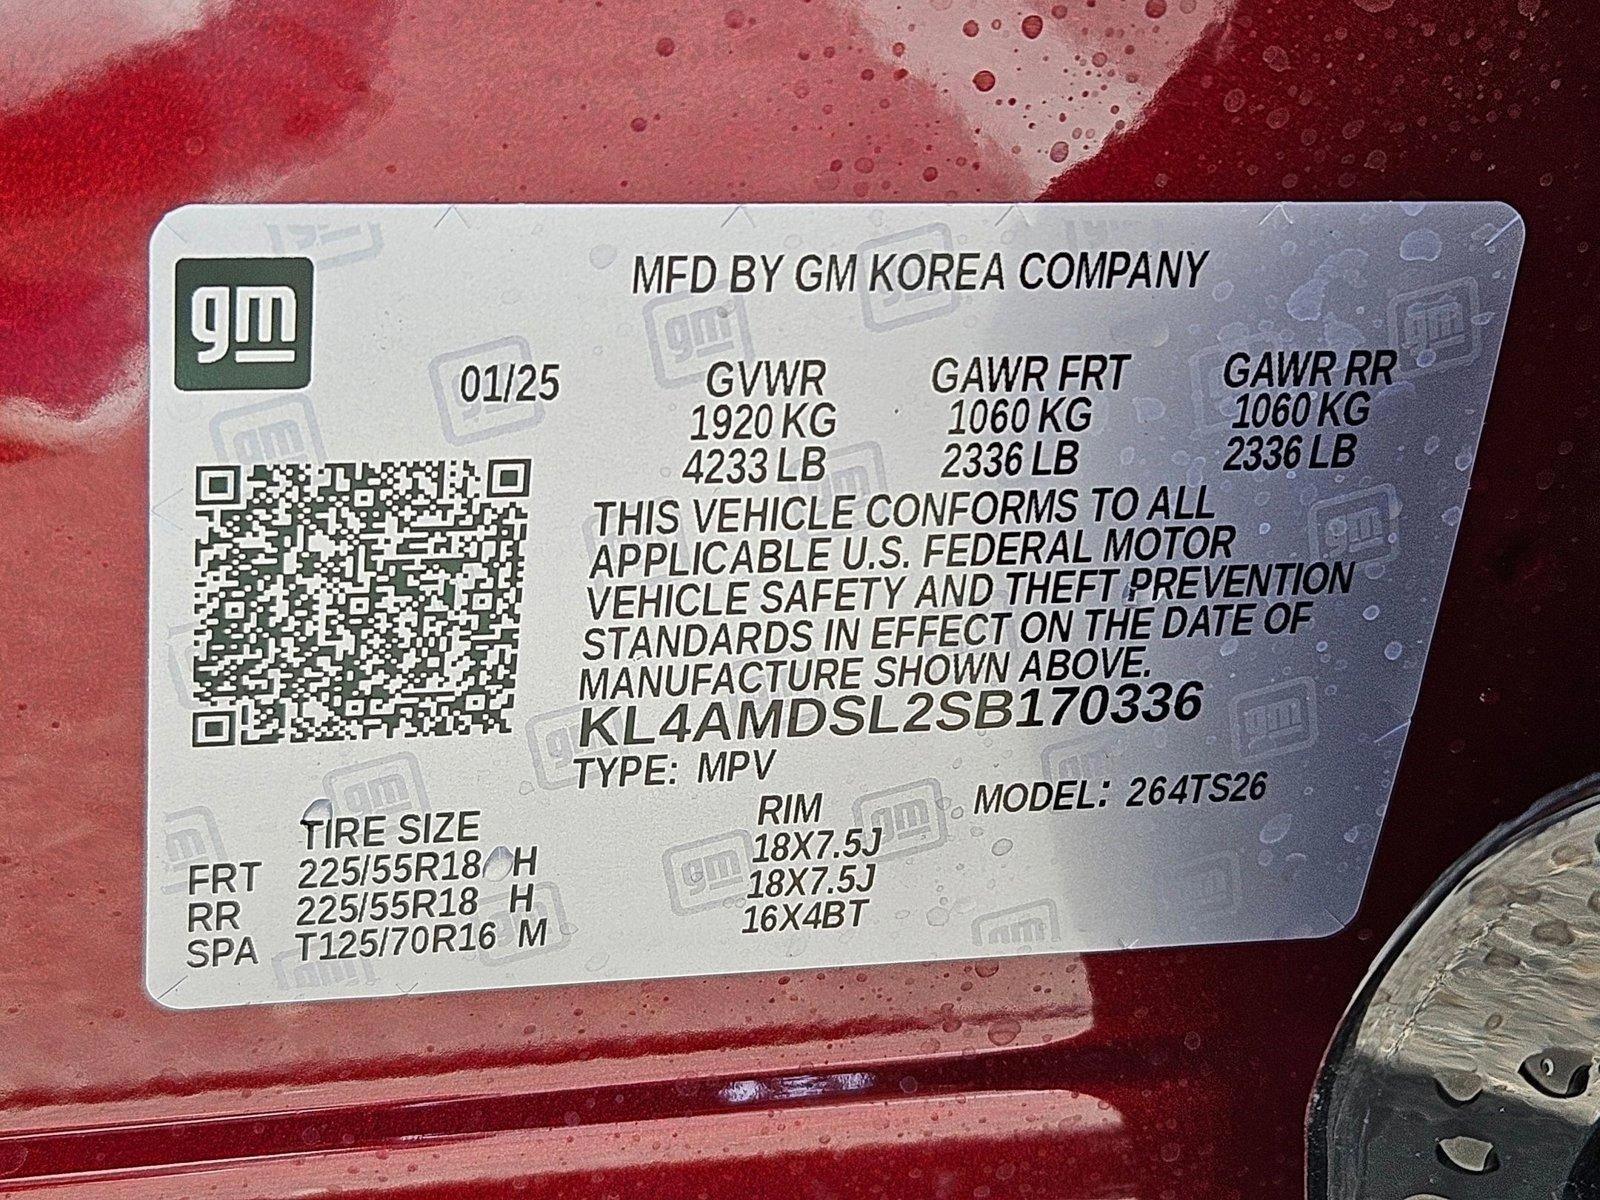 gm
MFD BY GM KOREA COMPANY
01/25 GVWR GAWR FRT GAWR RR
1920 KG 1060 KG 1060 KG
4233 LB 2336 LB 2336 LB
THIS VEHICLE CONFORMS TO ALL
APPLICABLE U.S. FEDERAL MOTOR
VEHICLE SAFETY AND THEFT PREVENTION
STANDARDS IN EFFECT ON THE DATE OF
MANUFACTURE SHOWN ABOVE.
KL4AMDSL2SB170336
TYPE: MPV
MODEL: 264TS26
TIRE SIZE RIM
FRT 225/55R18 H 18X7.5J
RR 225/55R18 H 18X7.5J
SPA T125/70R16 M 16X4BT